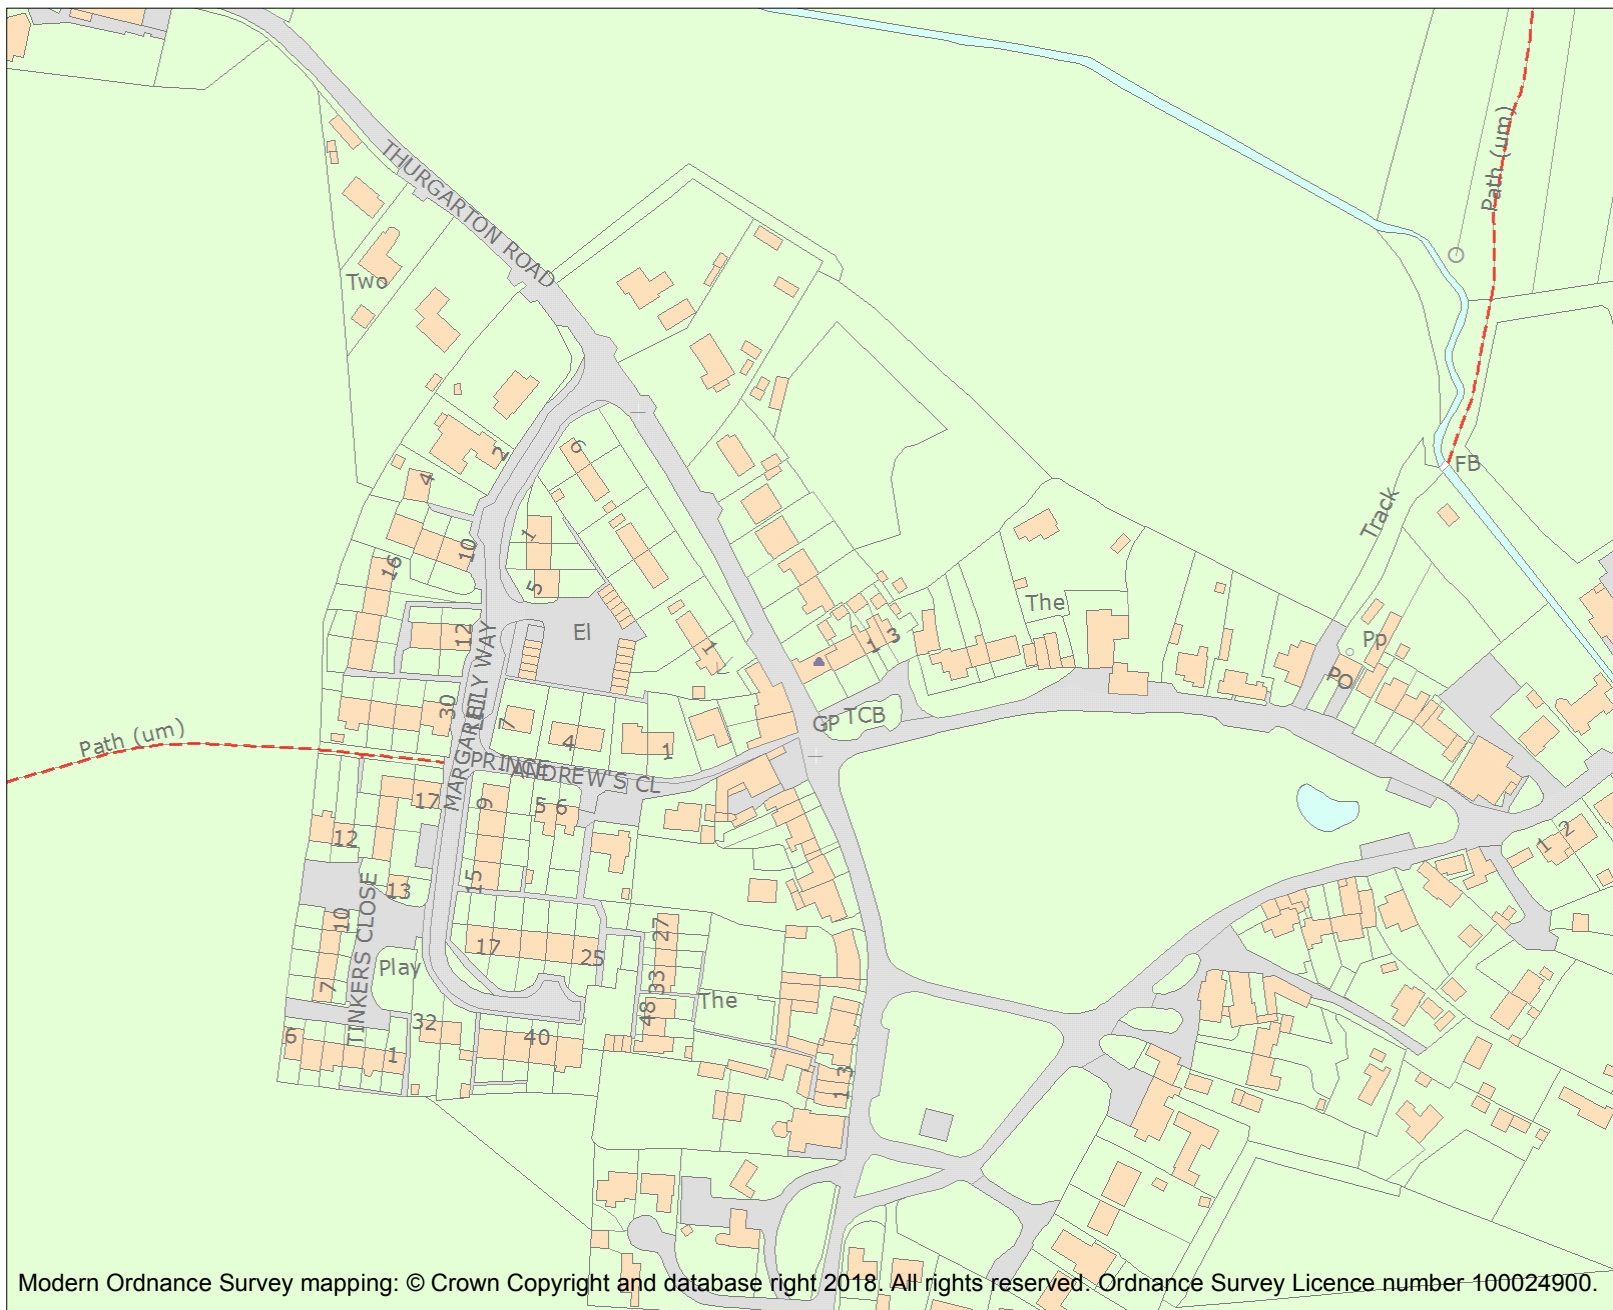 THURGARTON ROAD
Path (um)
Two
6
2
4
FB
Track
1
10
16
5
The
El
12
1
1 3
Pp
PO
30
7
4
1
GP
TCB
Path (um)
MARGARET
LILY WAY
PRINCE
ANDREW'S CL
17
9
5 6
12
2
1
15
13
TINKERS CLOSE
10
17
27
25
Play
7
33
The
48
32
40
6
1
1 3
Modern Ordnance Survey mapping: © Crown Copyright and database right 2018. All rights reserved. Ordnance Survey Licence number 100024900.